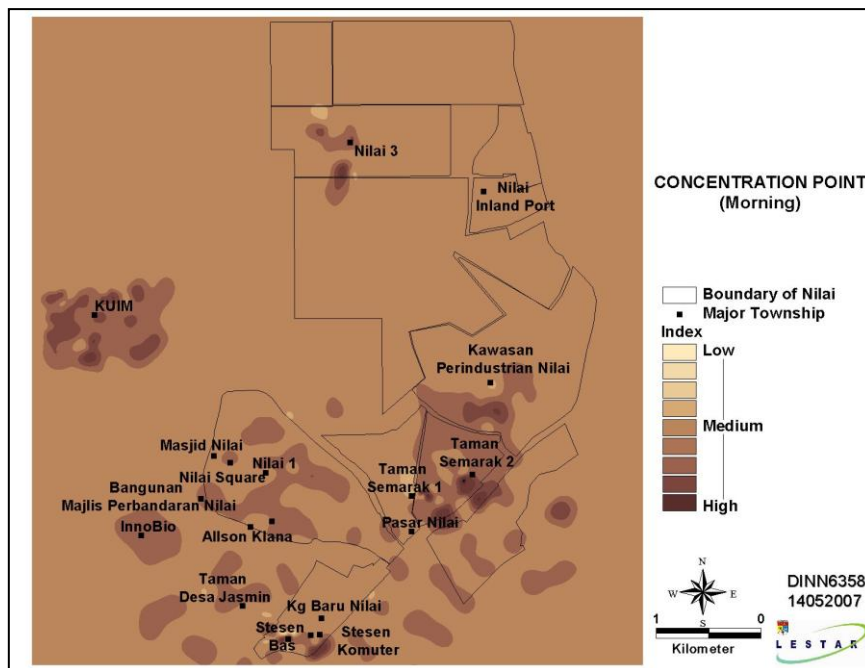 Nilai 3
Nilai
Inland Port
KUIM
Kawasan
Perindustrian Nilai
Masjid Nilai
Nilai Square
Nilai 1
Bangunan
Majlis Perbandaran Nilai
InnoBio
Allson Klana
Taman
Semarak 2
Taman
Semarak 1
Pasar Nilai
Taman
Desa Jasmin
Kg Baru Nilai
Stesen
Bas
Stesen
Komuter
CONCENTRATION POINT
(Morning)
Boundary of Nilai
Major Township
Index
Low
Medium
High
N
W E
S
1 0
Kilometer
DINN6358
14052007
LESTARI